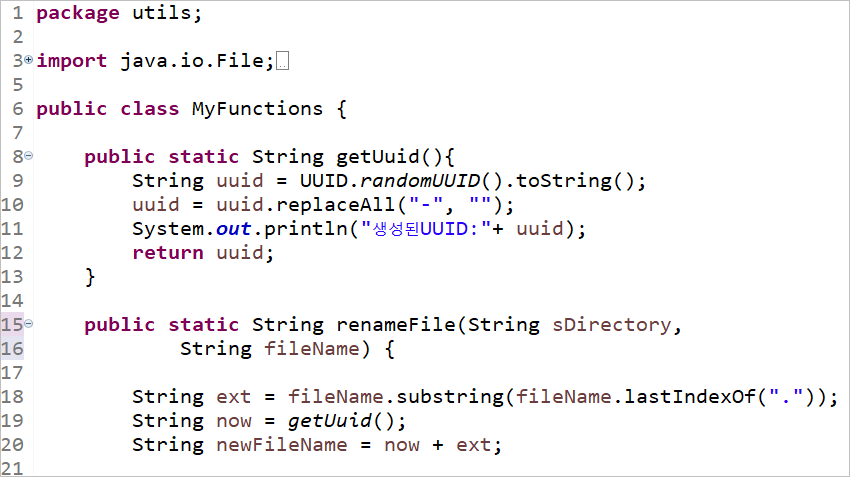 1 package utils;
2
3 import java.io.File;
5
6 public class MyFunctions {
7
8     public static String getUuid(){
9         String uuid = UUID.randomUUID().toString();
10         uuid = uuid.replaceAll("-", "");
11         System.out.println("생성된UUID:"+ uuid);
12         return uuid;
13     }
14
15     public static String renameFile(String sDirectory,
16             String fileName) {
17
18         String ext = fileName.substring(fileName.lastIndexOf("."));
19         String now = getUuid();
20         String newFileName = now + ext;
21